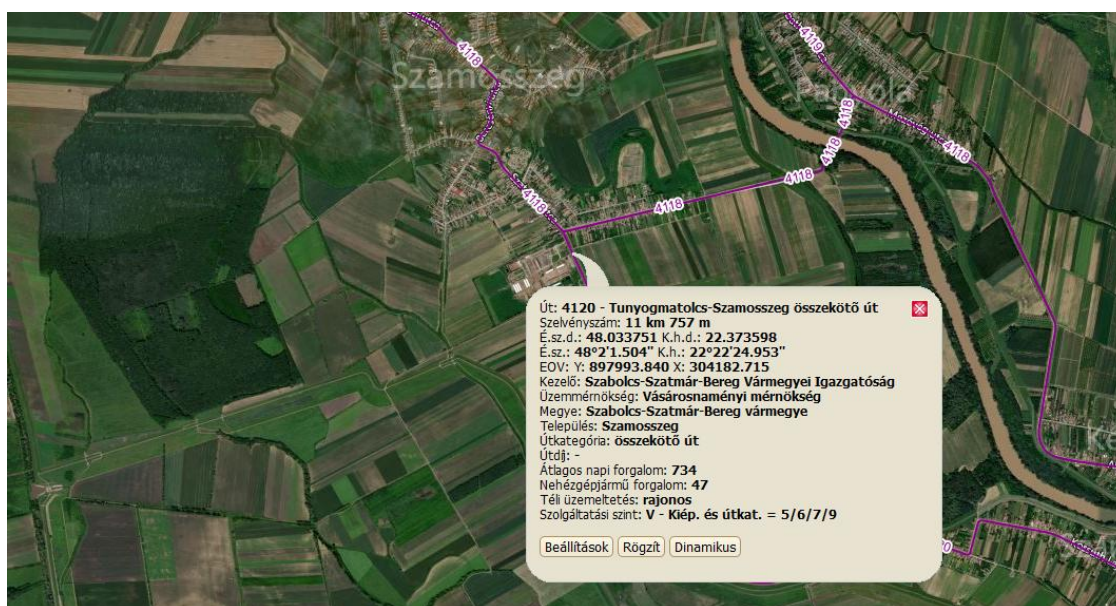 4118
4119
Szamosszeg
Panyola
4118
4118
4118
4118
4118
4118
Út: 4120 - Tunyogmatolcs-Szamosszeg összekötő út
Szelvényszám: 11 km 757 m
É.sz.d.: 48.033751 K.h.d.: 22.373598
É.sz.: 48°2'1.504" K.h.: 22°22'24.953"
EOV: Y: 897993.840 X: 304182.715
Kezelő: Szabolcs-Szatmár-Bereg Vármegyei Igazgatóság
Üzemmérnökség: Vásárosnaményi mérnökség
Megye: Szabolcs-Szatmár-Bereg vármegye
Település: Szamosszeg
Útkategória: összekötő út
Útdíj: -
Átlagos napi forgalom: 734
Nehézgépjármű forgalom: 47
Téli üzemeltetés: rajonos
Szolgáltatási szint: V - Kiép. és útkat. = 5/6/7/9
Beállítások Rögzít Dinamikus